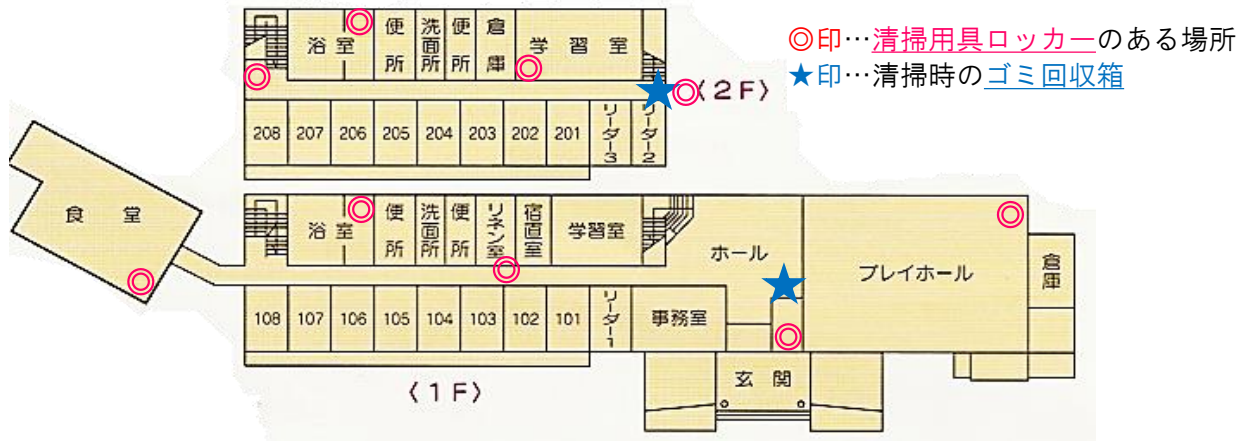 ◎印…清掃用具ロッカーのある場所
★印…清掃時のゴミ回収箱
浴室
便所
洗面所
便所
倉庫
学習室
〈2F〉
208 207 206 205 204 203 202 201 リーダー3 リーダー2
食堂
浴室
便所
洗面所
便所
リネン室
宿直室
学習室
ホール
プレイホール
倉庫
108 107 106 105 104 103 102 101 リーダー1 事務室
玄関
〈1F〉